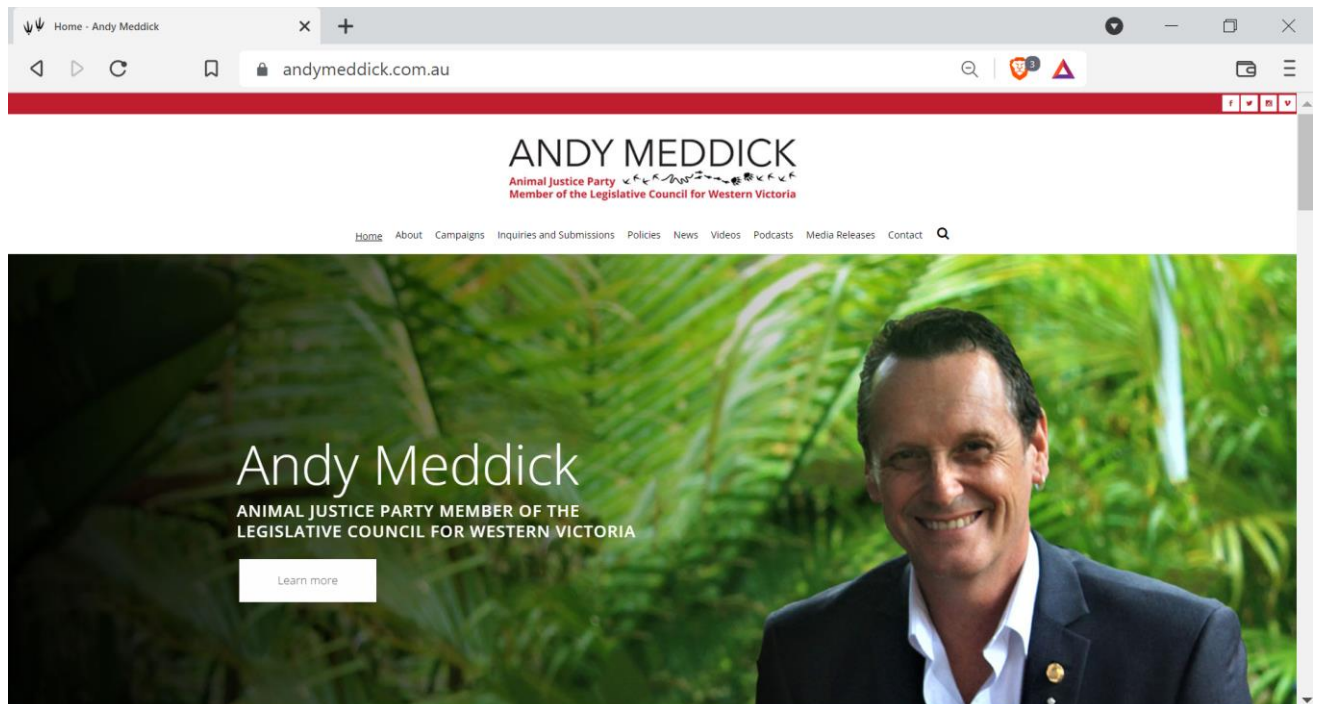 Home - Andy Meddick
andymeddick.com.au
3
ANDY MEDDICK
Animal Justice Party
Member of the Legislative Council for Western Victoria
Home About Campaigns Inquiries and Submissions Policies News Videos Podcasts Media Releases Contact
Andy Meddick
ANIMAL JUSTICE PARTY MEMBER OF THE
LEGISLATIVE COUNCIL FOR WESTERN VICTORIA
Learn more